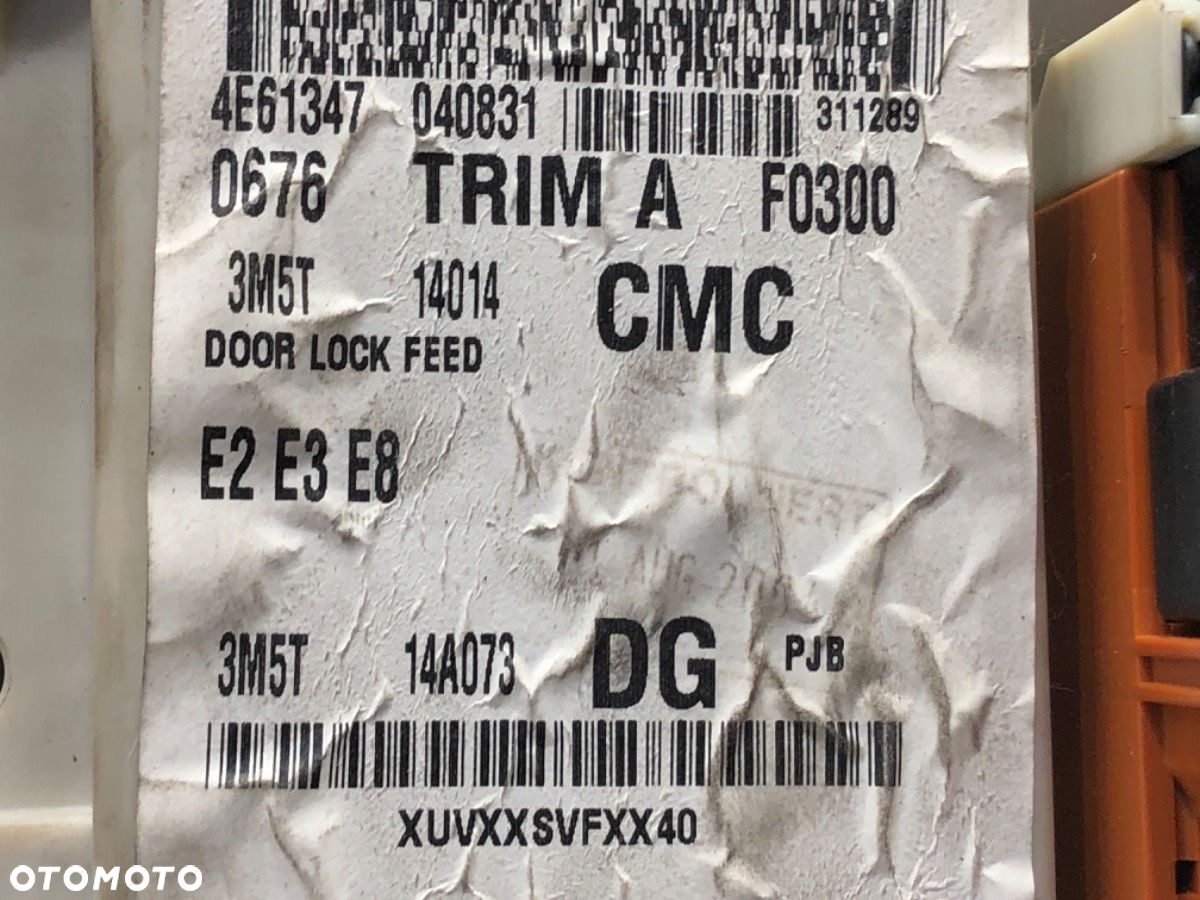 4E61347 040831 311289
0676 TRIM A F0300
3M5T 14014 CMC
DOOR LOCK FEED
E2 E3 E8
AUG
3M5T 14A073 DG PJB
XUVXXSVFXX40
OTOMOTO